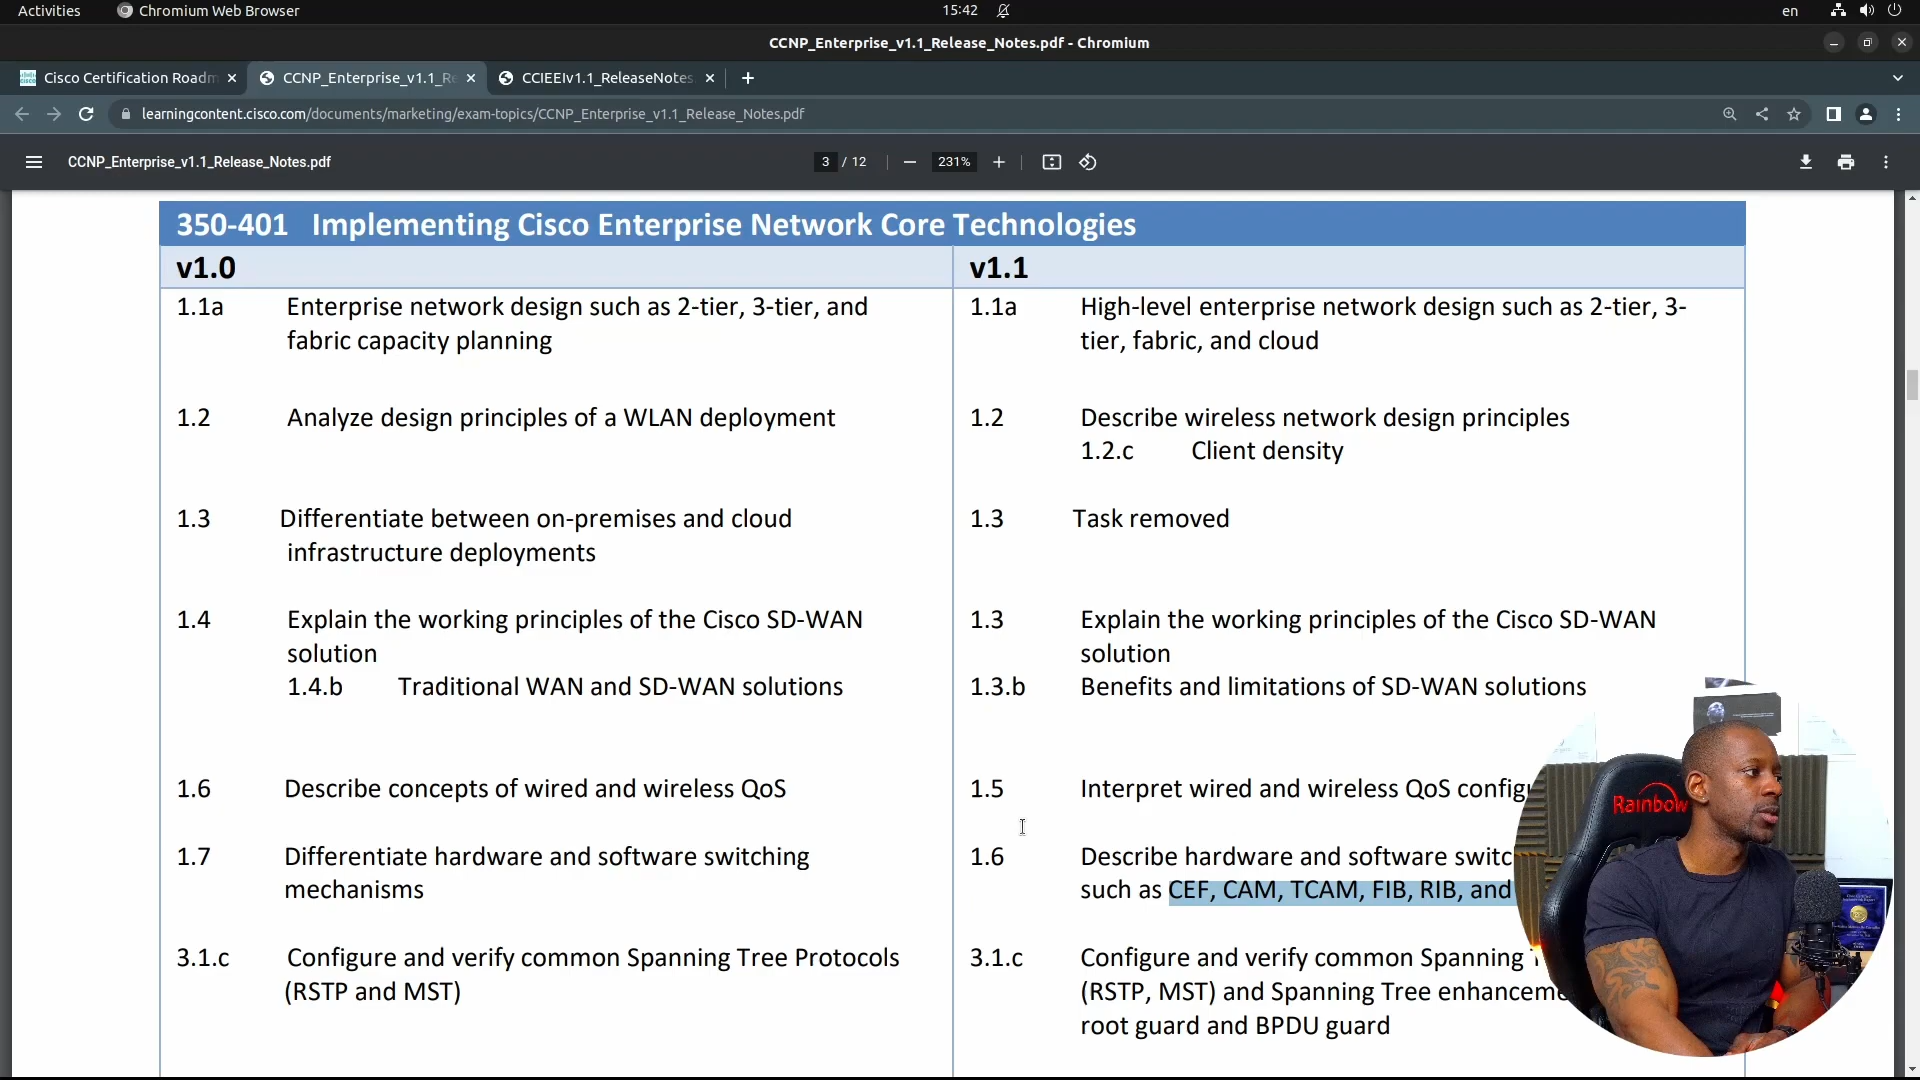 Activities Chromium Web Browser 15:42 en
CCNP_Enterprise_v1.1_Release_Notes.pdf - Chromium
Cisco Certification Roadm CCNP_Enterprise_v1.1_Re CCIEEIv1.1_ReleaseNotes
learningcontent.cisco.com/documents/marketing/exam-topics/CCNP_Enterprise_v1.1_Release_Notes.pdf
CCNP_Enterprise_v1.1_Release_Notes.pdf 3 / 12 231%
350-401 Implementing Cisco Enterprise Network Core Technologies
v1.0
1.1a Enterprise network design such as 2-tier, 3-tier, and
fabric capacity planning
1.2 Analyze design principles of a WLAN deployment
1.3 Differentiate between on-premises and cloud
infrastructure deployments
1.4 Explain the working principles of the Cisco SD-WAN
solution
1.4.b Traditional WAN and SD-WAN solutions
1.6 Describe concepts of wired and wireless QoS
1.7 Differentiate hardware and software switching
mechanisms
3.1.c Configure and verify common Spanning Tree Protocols
(RSTP and MST)
v1.1
1.1a High-level enterprise network design such as 2-tier, 3-
tier, fabric, and cloud
1.2 Describe wireless network design principles
1.2.c Client density
1.3 Task removed
1.3 Explain the working principles of the Cisco SD-WAN
solution
1.3.b Benefits and limitations of SD-WAN solutions
1.5 Interpret wired and wireless QoS config
1.6 Describe hardware and software switc
such as CEF, CAM, TCAM, FIB, RIB, and
3.1.c Configure and verify common Spanning
(RSTP, MST) and Spanning Tree enhanceme
root guard and BPDU guard
Rainbow